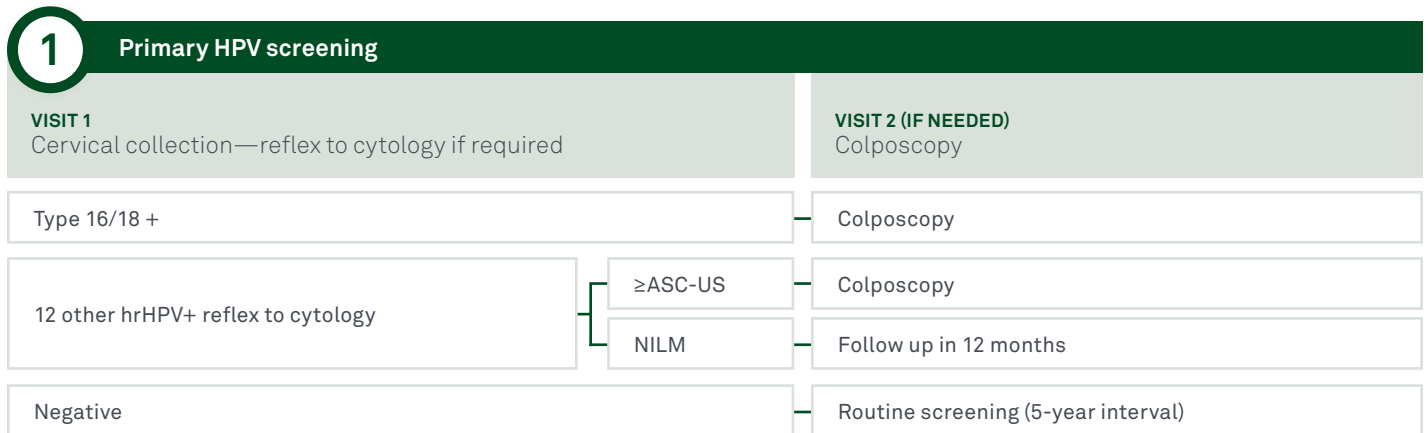 1
Primary HPV screening
VISIT 1
Cervical collection—reflex to cytology if required
VISIT 2 (IF NEEDED)
Colposcopy
Type 16/18 +
Colposcopy
12 other hrHPV+ reflex to cytology
≥ASC-US
Colposcopy
NILM
Follow up in 12 months
Negative
Routine screening (5-year interval)